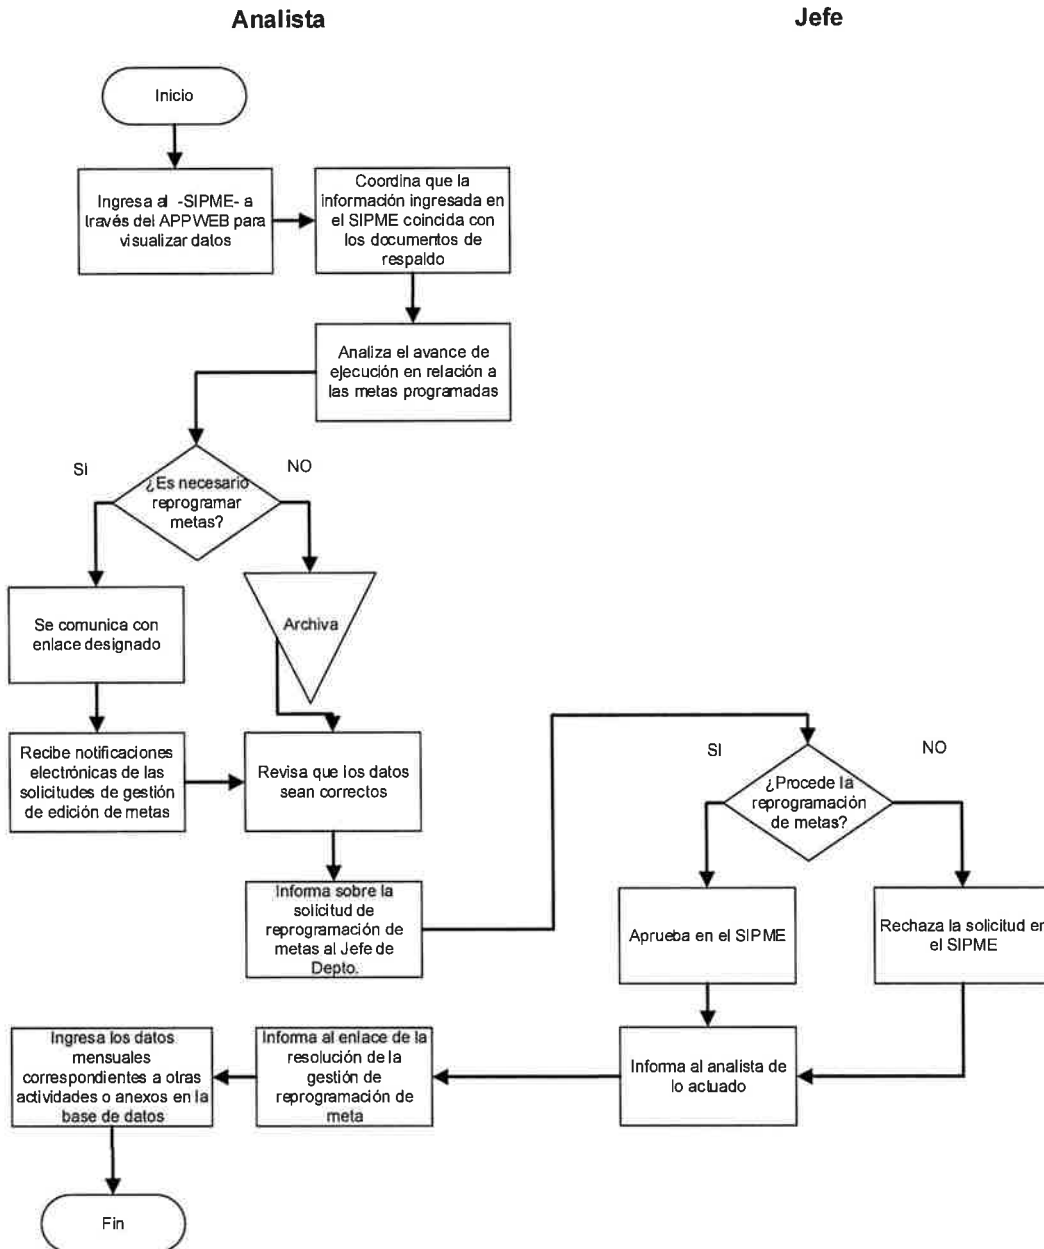 Analista
Jefe
Inicio
Ingresa al -SIPME- a
través del APPWEB para
visualizar datos
Coordina que la
información ingresada en
el SIPME coincida con
los documentos de
respaldo
Analiza el avance de
ejecución en relación a
las metas programadas
SI
NO
¿Es necesario
reprogramar
metas?
Se comunica con
enlace designado
Archiva
Recibe notificaciones
electrónicas de las
solicitudes de gestión
de edición de metas
Revisa que los datos
sean correctos
Informa sobre la
solicitud de
reprogramación de
metas al Jefe de
Depto.
SI
NO
¿Procede la
reprogramación
de metas?
Aprueba en el SIPME
Rechaza la solicitud en
el SIPME
Informa al analista de
lo actuado
Informa al enlace de la
resolución de la
gestión de
reprogramación de
meta
Ingresa los datos
mensuales
correspondientes a otras
actividades o anexos en la
base de datos
Fin